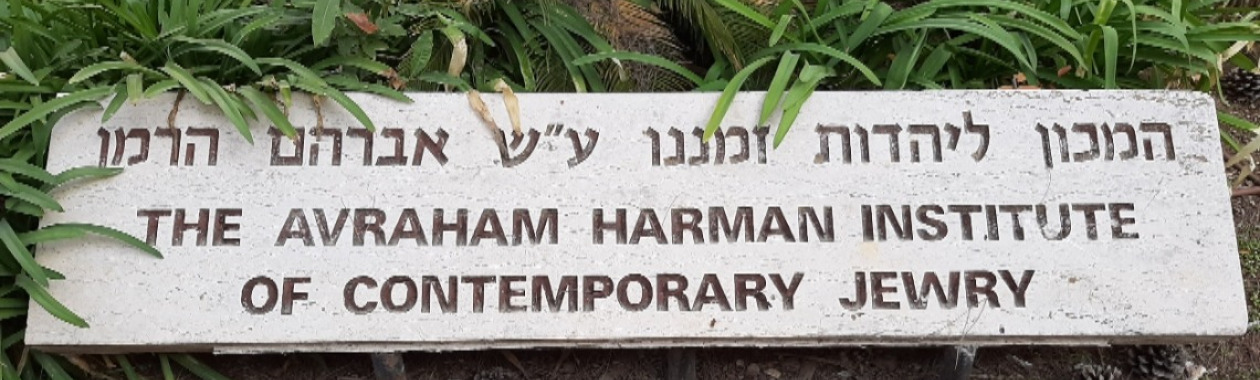 המכון ליהדות זמננו ע"ש אברהם הרמן
THE AVRAHAM HARMAN INSTITUTE
OF CONTEMPORARY JEWRY